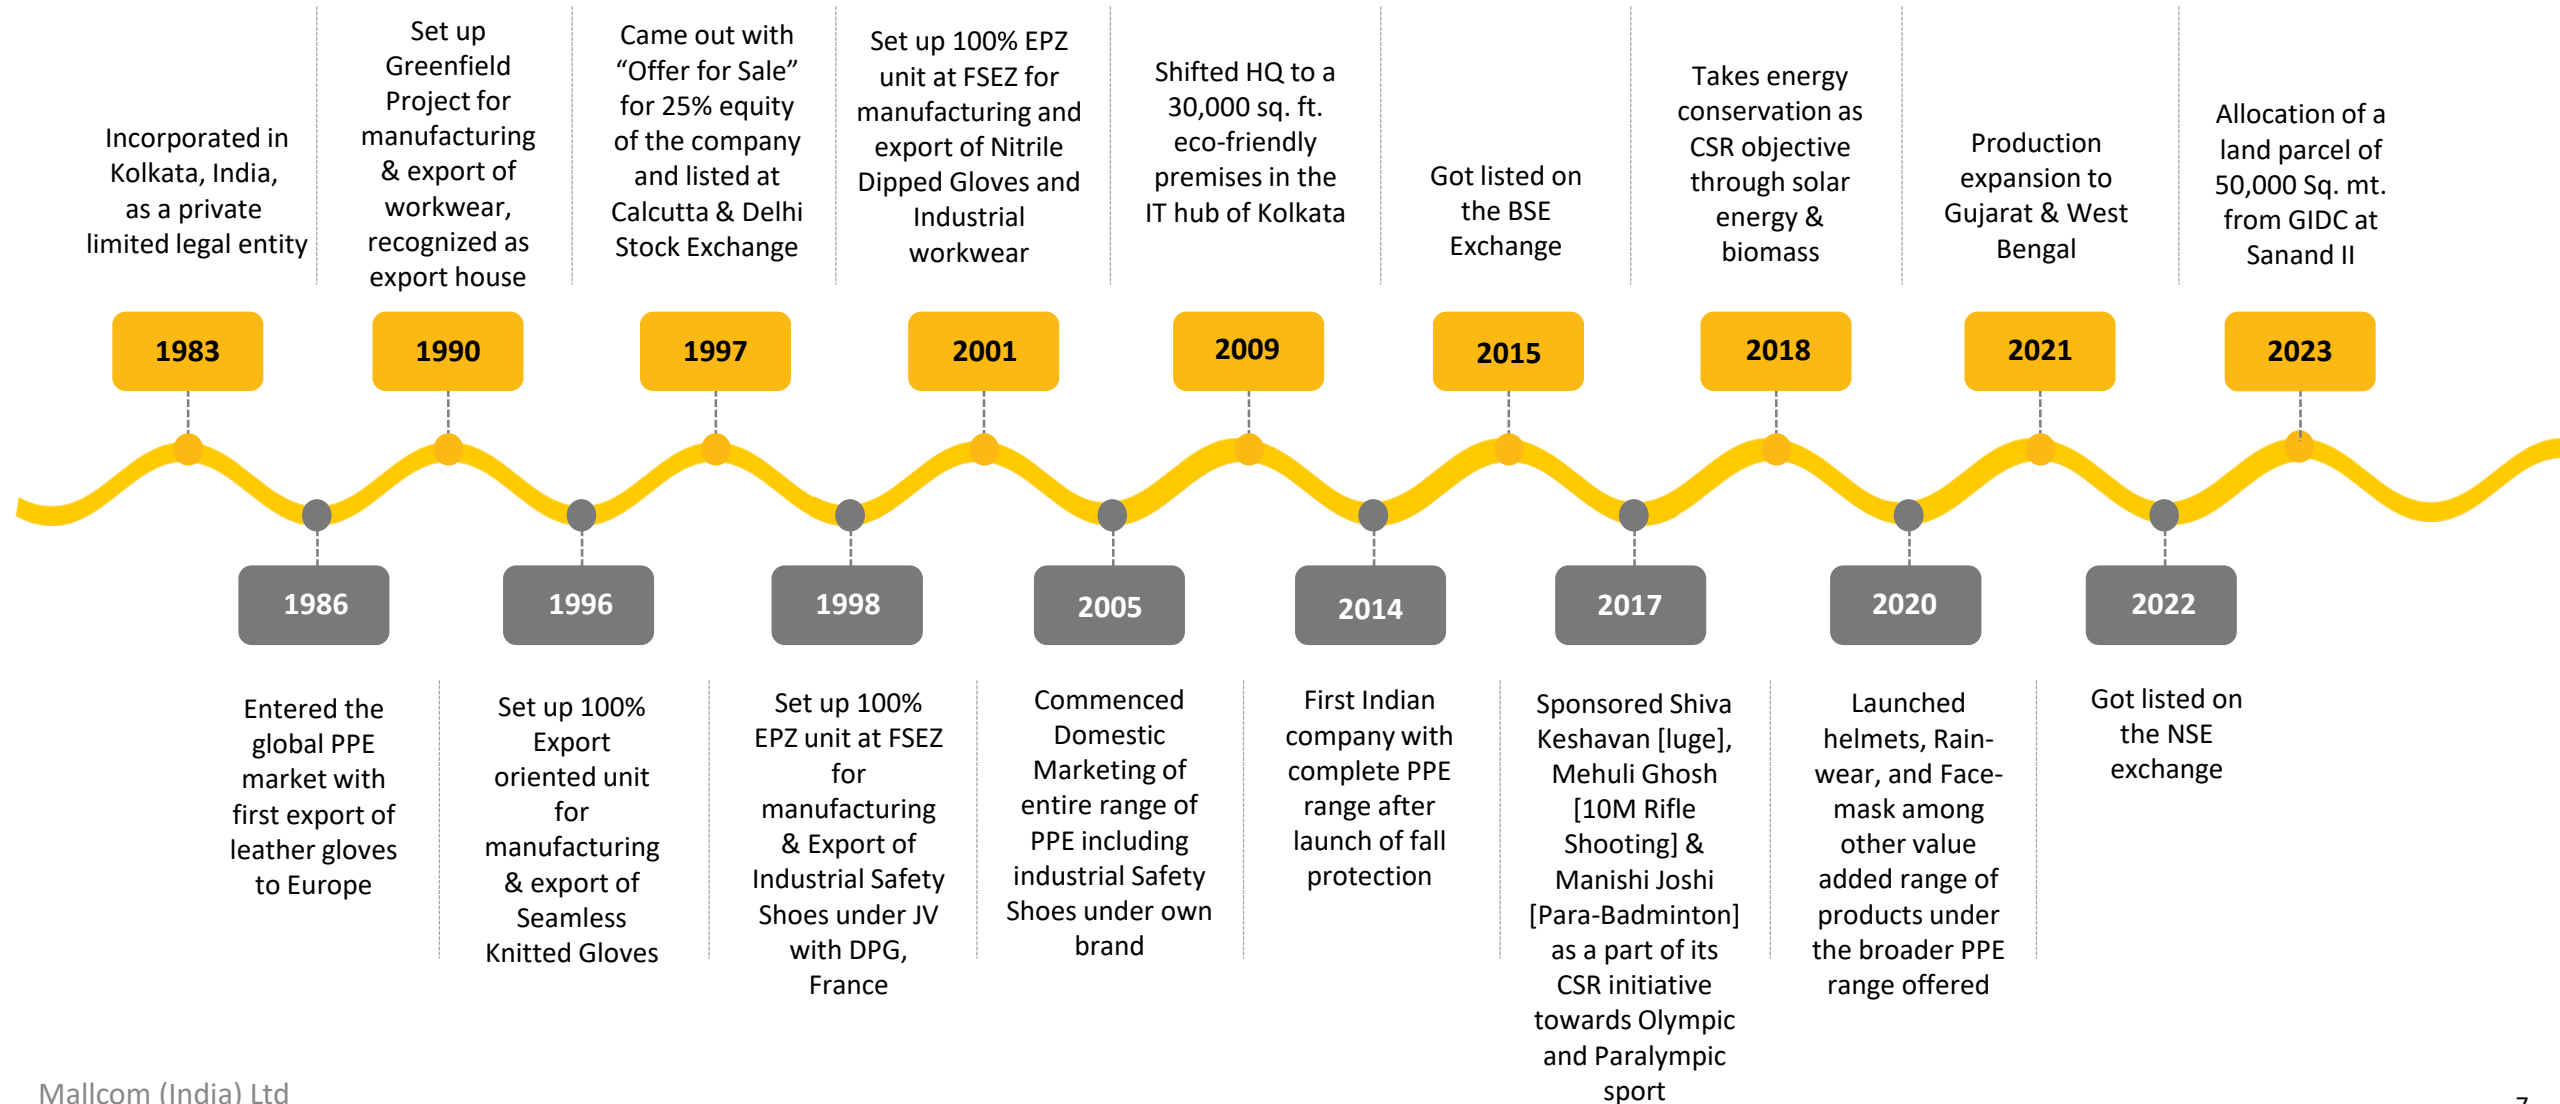 Incorporated in
Kolkata, India,
as a private
limited legal entity
Set up
Greenfield
Project for
manufacturing
& export of
workwear,
recognized as
export house
Came out with
“Offer for Sale”
for 25% equity
of the company
and listed at
Calcutta & Delhi
Stock Exchange
Set up 100% EPZ
unit at FSEZ for
manufacturing and
export of Nitrile
Dipped Gloves and
Industrial
workwear
Shifted HQ to a
30,000 sq. ft.
eco-friendly
premises in the
IT hub of Kolkata
Got listed on
the BSE
Exchange
Takes energy
conservation as
CSR objective
through solar
energy &
biomass
Production
expansion to
Gujarat & West
Bengal
Allocation of a
land parcel of
50,000 Sq. mt.
from GIDC at
Sanand II
1983
1990
1997
2001
2009
2015
2018
2021
2023
1986
1996
1998
2005
2014
2017
2020
2022
Entered the
global PPE
market with
first export of
leather gloves
to Europe
Set up 100%
Export
oriented unit
for
manufacturing
& export of
Seamless
Knitted Gloves
Set up 100%
EPZ unit at FSEZ
for
manufacturing
& Export of
Industrial Safety
Shoes under JV
with DPG,
France
Commenced
Domestic
Marketing of
entire range of
PPE including
industrial Safety
Shoes under own
brand
First Indian
company with
complete PPE
range after
launch of fall
protection
Sponsored Shiva
Keshavan [luge],
Mehuli Ghosh
[10M Rifle
Shooting] &
Manishi Joshi
[Para-Badminton]
as a part of its
CSR initiative
towards Olympic
and Paralympic
sport
Launched
helmets, Rain-
wear, and Face-
mask among
other value
added range of
products under
the broader PPE
range offered
Got listed on
the NSE
exchange
Mallcom (India) Ltd
7